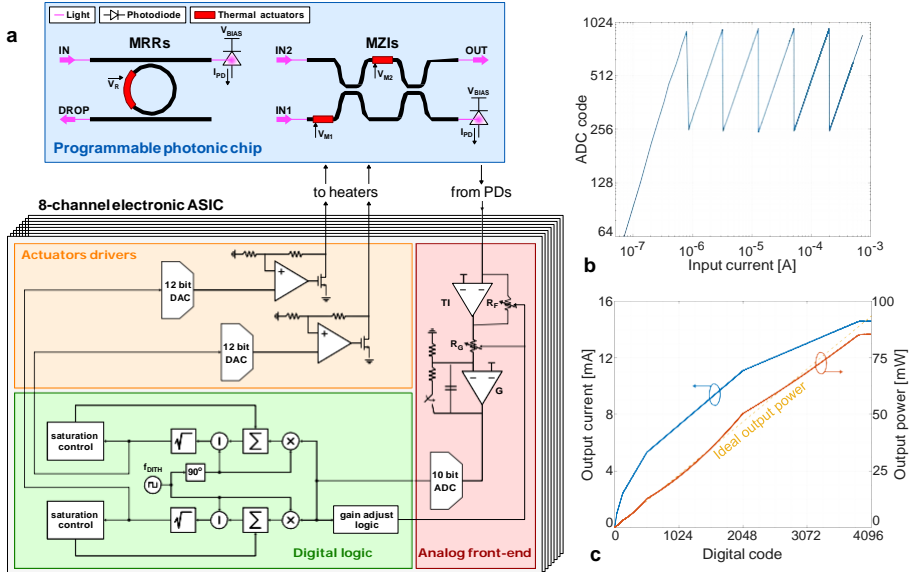 Light
Photodiode
Thermal actuators
a
MRRs
MZIs
V_BIAS
IN
IN2
OUT
V_R
I_PD
V_M2
V_BIAS
DROP
IN1
V_M1
I_PD
Programmable photonic chip
to heaters
from PDs
8-channel electronic ASIC
Actuators drivers
12 bit
DAC
12 bit
DAC
TI
R_F
R_G
G
saturation
control
f_DITH
90°
saturation
control
10 bit
ADC
gain adjust
logic
Digital logic
Analog front-end
1024
512
256
128
64
ADC code
10⁻⁷
10⁻⁶
10⁻⁵
10⁻⁴
10⁻³
Input current [A]
b
16
12
8
4
0
Output current [mA]
100
75
50
25
0
Output power [mW]
Ideal output power
0
1024
2048
3072
4096
Digital code
c